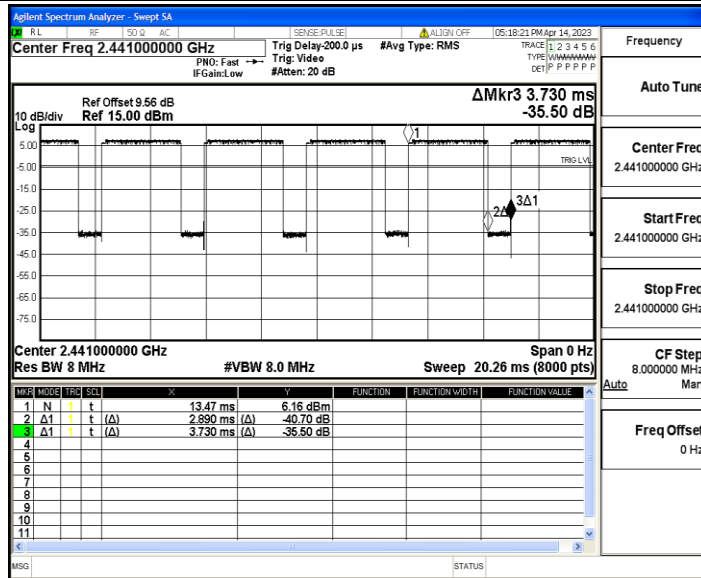 Agilent Spectrum Analyzer - Swept SA
RL RF 50 Ω AC SENSE:PULSE ALIGN OFF 05:18:21 PM Apr 14, 2023
Center Freq 2.441000000 GHz
Trig Delay-200.0 µs #Avg Type: RMS TRACE 1 2 3 4 5 6
PNO: Fast Trig: Video TYPE
IFGain:Low #Atten: 20 dB DET P P P P P P
ΔMkr3 3.730 ms
-35.50 dB
Ref Offset 9.56 dB
10 dB/div Ref 15.00 dBm
Log
5.00
-5.00
-15.0
-25.0
-35.0
-45.0
-55.0
-65.0
-75.0
1
TRIG LVL
3Δ1
2Δ
Center 2.441000000 GHz Span 0 Hz
Res BW 8 MHz #VBW 8.0 MHz Sweep 20.26 ms (8000 pts)
MKR MODE TRC SCL X Y FUNCTION FUNCTION WIDTH FUNCTION VALUE
1 N 1 t 13.47 ms 6.16 dBm
2 Δ1 1 t (Δ) 2.890 ms (Δ) -40.70 dB
3 Δ1 1 t (Δ) 3.730 ms (Δ) -35.50 dB
4
5
6
7
8
9
10
11
MSG STATUS
Frequency
Auto Tune
Center Freq
2.441000000 GHz
Start Freq
2.441000000 GHz
Stop Freq
2.441000000 GHz
CF Step
8.000000 MHz
Auto Man
Freq Offset
0 Hz